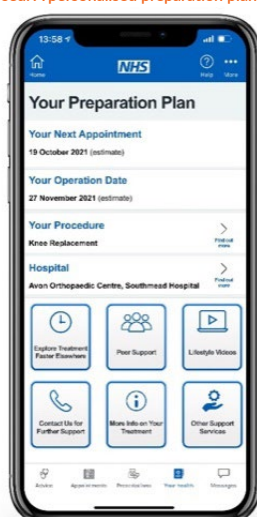 13:58
NHS
Home
Help
More
Your Preparation Plan
Your Next Appointment
19 October 2021 (estimate)
Your Operation Date
27 November 2021 (estimate)
Your Procedure
Knee Replacement
Find out
more
Hospital
Avon Orthopaedic Centre, Southmead Hospital
Find out
more
Explore Treatment
Faster Elsewhere
Peer Support
Lifestyle Videos
Contact Us for
Further Support
More Info on Your
Treatment
Other Support
Services
Advice
Appointments
Prescriptions
Your health
Messages